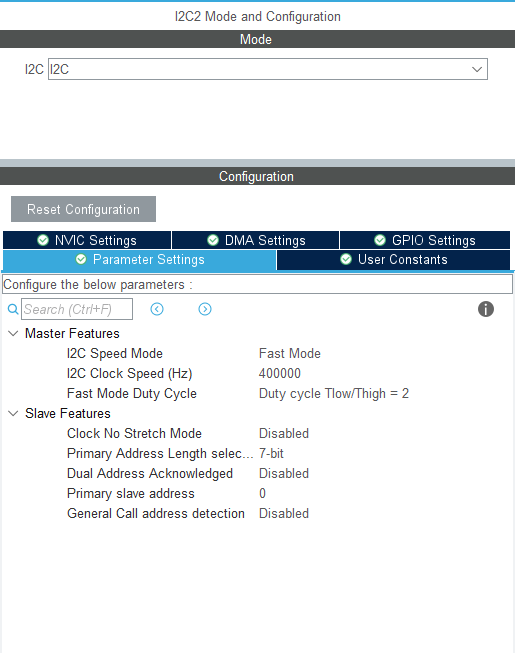 I2C2 Mode and Configuration
Mode
I2C I2C
Configuration
Reset Configuration
NVIC Settings DMA Settings GPIO Settings
Parameter Settings User Constants
Configure the below parameters :
Search (Ctrl+F)
Master Features
I2C Speed Mode Fast Mode
I2C Clock Speed (Hz) 400000
Fast Mode Duty Cycle Duty cycle Tlow/Thigh = 2
Slave Features
Clock No Stretch Mode Disabled
Primary Address Length selec... 7-bit
Dual Address Acknowledged Disabled
Primary slave address 0
General Call address detection Disabled